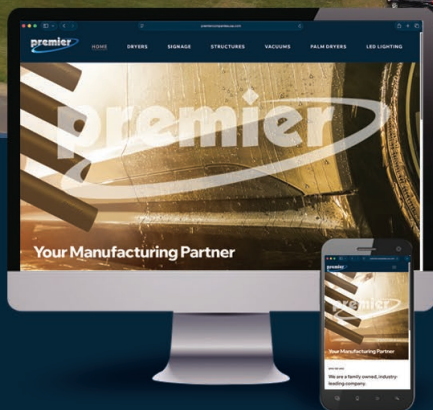 premier
HOME
DRYERS
SIGNAGE
STRUCTURES
VACUUMS
PALM DRYERS
LED LIGHTING
premier
Your Manufacturing Partner
premier
premier
Your Manufacturing Partner
We are a family owned, industry-
leading company.